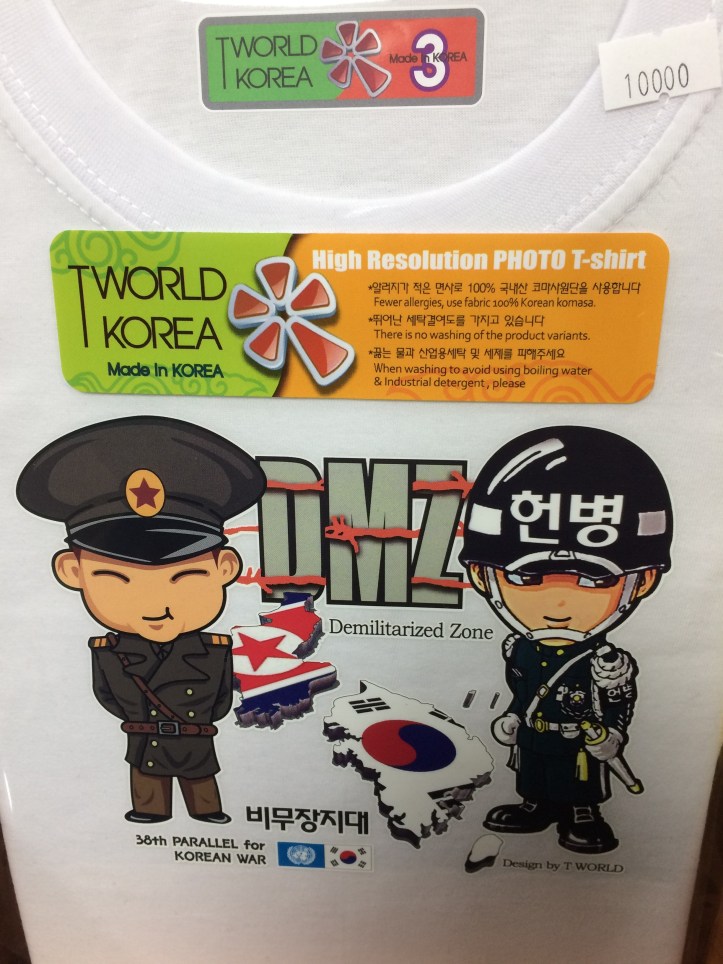 TWORLD
KOREA
Made In KOREA
3
10000
TWORLD
KOREA
Made In KOREA
High Resolution PHOTO T-shirt
*알러지가 적은 면사로 100% 국내산 코마사원단을 사용합니다
Fewer allergies, use fabric 100% Korean komasa.
*뛰어난 세탁결여도를 가지고 있습니다
There is no washing of the product variants.
*끓는 물과 산업용세탁 및 세제를 피해주세요
When washing to avoid using boiling water
& Industrial detergent, please
DMZ
헌병
Demilitarized Zone
비무장지대
38th PARALLEL for
KOREAN WAR
Design by T WORLD